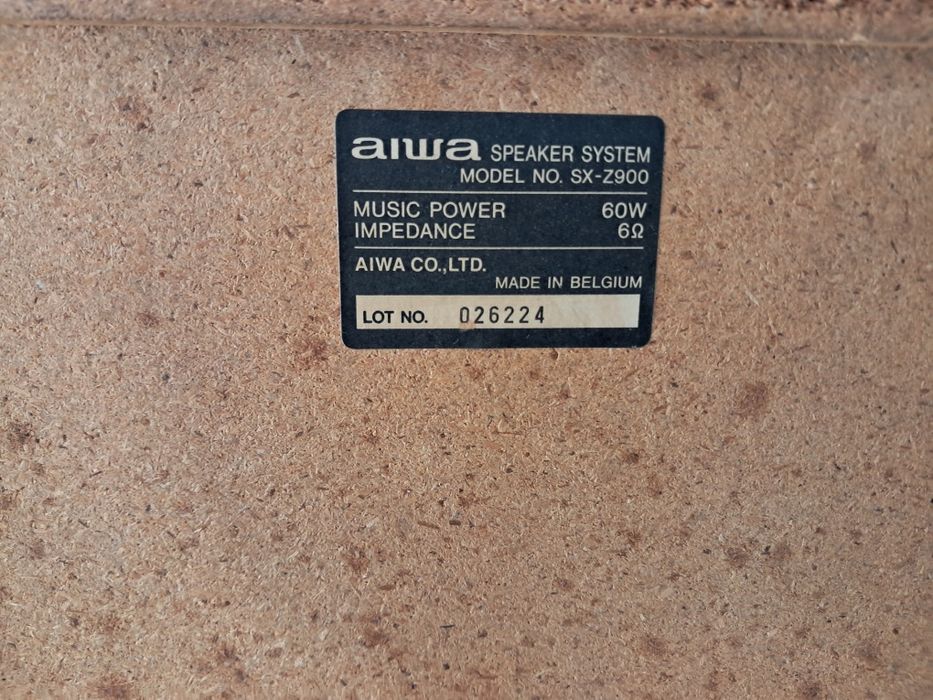 aiwa SPEAKER SYSTEM
MODEL NO. SX-Z900
MUSIC POWER 60W
IMPEDANCE 6Ω
AIWA CO.,LTD.
MADE IN BELGIUM
LOT NO. 026224